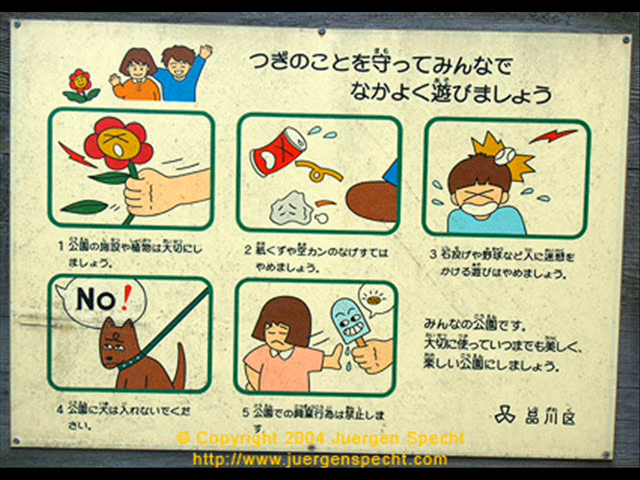 つぎのことを守ってみんなで
なかよく遊びましょう
1 公園の施設や植物は大切にし
ましょう。
2 紙くずや空カンのなげすては
やめましょう。
3 石投げや野球など人に迷惑を
かける遊びはやめましょう。
No!
4 公園に犬は入れないでくだ
さい。
5 公園での興業行為は禁止しま
す.
みんなの公園です。
大切に使っていつまでも美しく、
楽しい公園にしましょう。
品川区
© Copyright 2004 Juergen Specht
http://www.juergenspecht.com